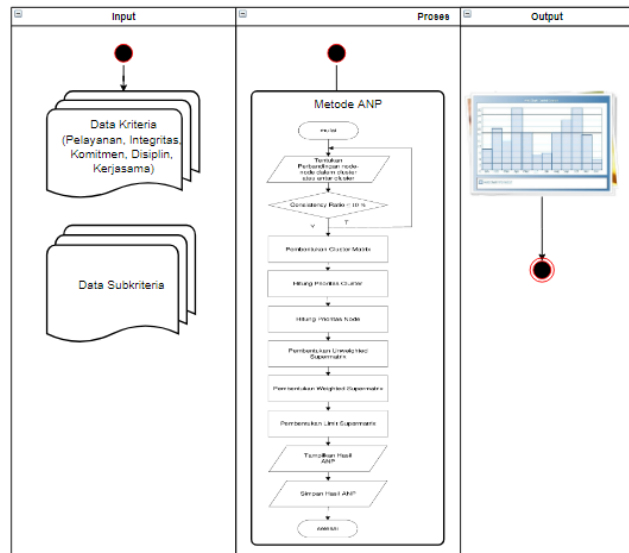 Input
Proses
Output
Data Kriteria
(Pelayanan, Integritas,
Komitmen, Disiplin,
Kerjasama)
Data Subkriteria
Metode ANP
mulai
Tentukan
Perbandingan node-
node dalam cluster
atau antar cluster
Consistency Ratio 10 %
Y
T
Pembentukan Cluster Matrix
Hitung Prioritas Cluster
Hitung Prioritas Node
Pembentukan Unweighted
Supermatrix
Pembentukan Weighted Supermatrix
Pembentukan Limit Supermatrix
Tampilkan Hasil
ANP
Simpan Hasil ANP
selesai